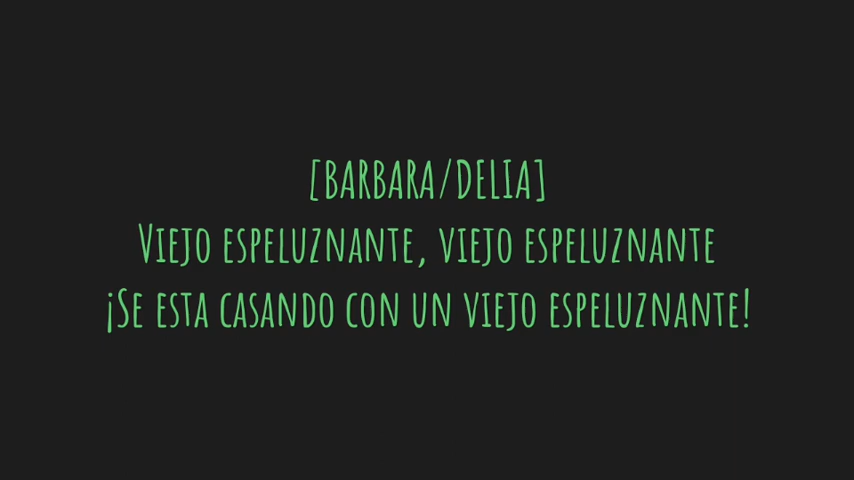 [BARBARA/DELIA]
Viejo espeluznante, viejo espeluznante
¡Se esta casando con un viejo espeluznante!